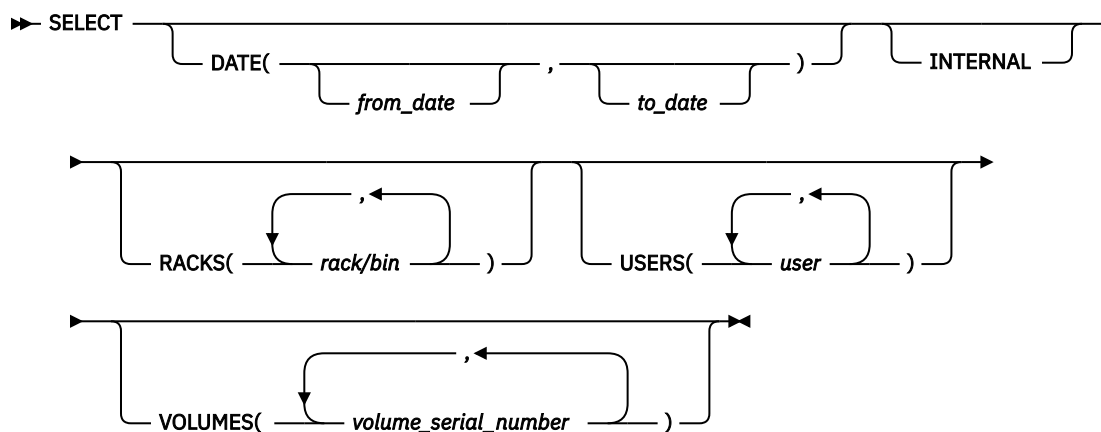 SELECT
DATE( from_date , to_date ) INTERNAL
,
,
RACKS( rack/bin ) USERS( user )
,
VOLUMES( volume_serial_number )